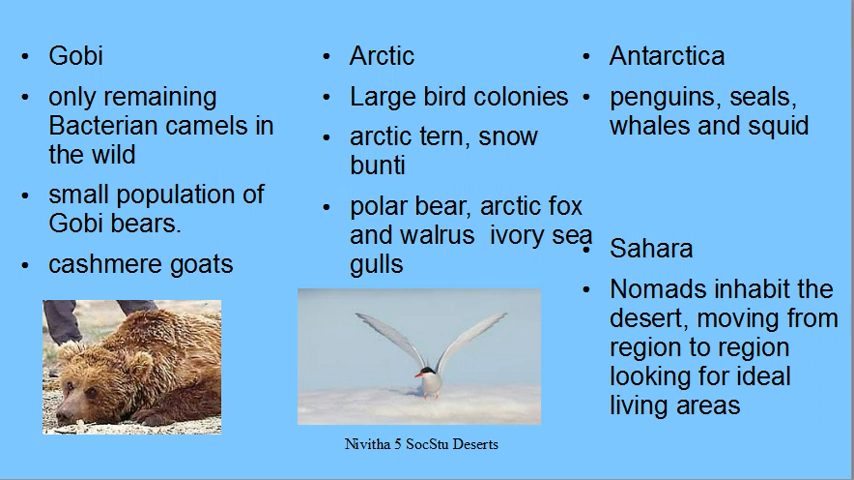 Gobi
only remaining
Bacterian camels in
the wild
small population of
Gobi bears.
cashmere goats
Arctic
Large bird colonies
arctic tern, snow
bunti
polar bear, arctic fox
and walrus  ivory sea
gulls
Antarctica
penguins, seals,
whales and squid
Sahara
Nomads inhabit the
desert, moving from
region to region
looking for ideal
living areas
Nivitha 5 SocStu Deserts